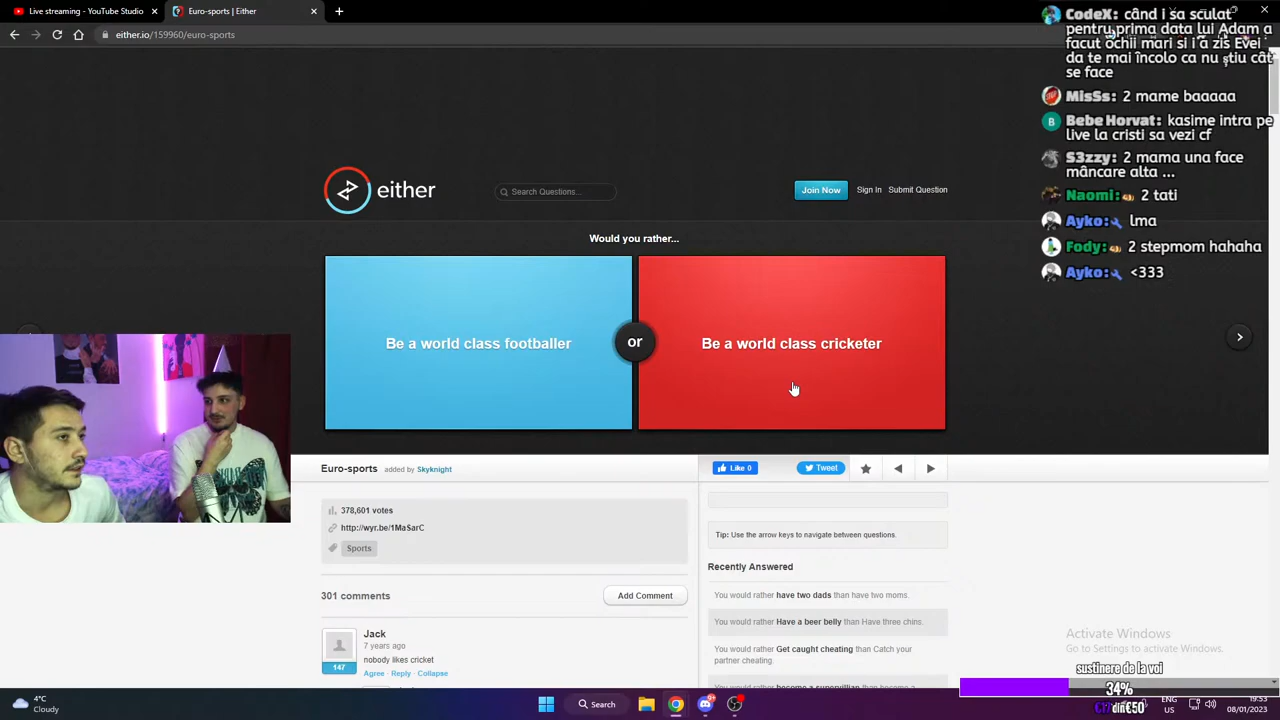 Live streaming - YouTube Studio
Euro-sports | Either
either.io/159960/euro-sports
CodeX: când i sa sculat
pentru prima data lui Adam a
facut ochii mari si i a zis Evei
da te mai încolo ca nu știu cât
se face
MisSs: 2 mame baaaaa
Bebe Horvat: kasime intra pe
live la cristi sa vezi cf
S3zzy: 2 mama una face
mâncare alta ...
Naomi: 2 tati
Ayko: lma
Fody: 2 stepmom hahaha
Ayko: <333
either
Search Questions...
Join Now
Sign In
Submit Question
Would you rather...
Be a world class footballer
or
Be a world class cricketer
Euro-sports
added by Skyknight
Like 0
Tweet
378,601 votes
http://wyr.be/1MaSarC
Sports
Tip: Use the arrow keys to navigate between questions.
Recently Answered
You would rather have two dads than have two moms.
You would rather Have a beer belly than Have three chins.
You would rather Get caught cheating than Catch your
partner cheating.
301 comments
Add Comment
Jack
7 years ago
nobody likes cricket
147
Agree · Reply · Collapse
Activate Windows
Go to Settings to activate Windows.
sustinere de la voi
34%
€17 din €50
4°C
Cloudy
Search
ENG
US
19:53
08/01/2023